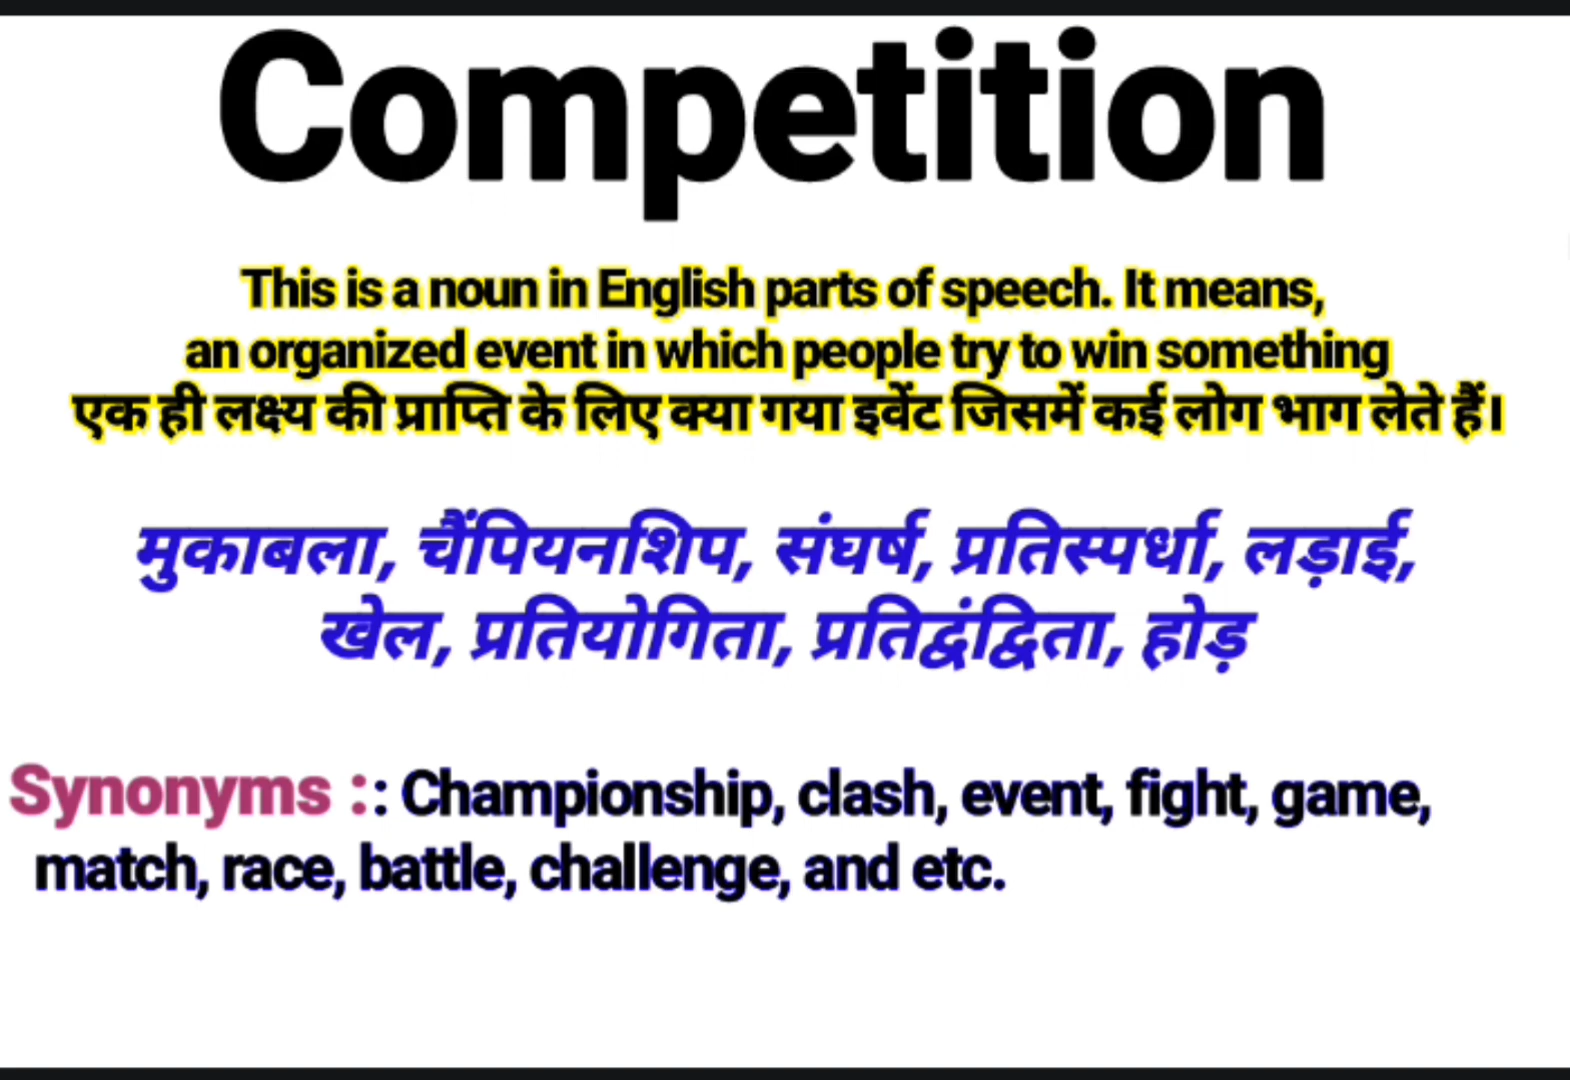 Competition
This is a noun in English parts of speech. It means,
an organized event in which people try to win something
एक ही लक्ष्य की प्राप्ति के लिए क्या गया इवेंट जिसमें कई लोग भाग लेते हैं।
मुकाबला, चैंपियनशिप, संघर्ष, प्रतिस्पर्धा, लड़ाई,
खेल, प्रतियोगिता, प्रतिद्वंद्विता, होड़
Synonyms :: Championship, clash, event, fight, game,
match, race, battle, challenge, and etc.